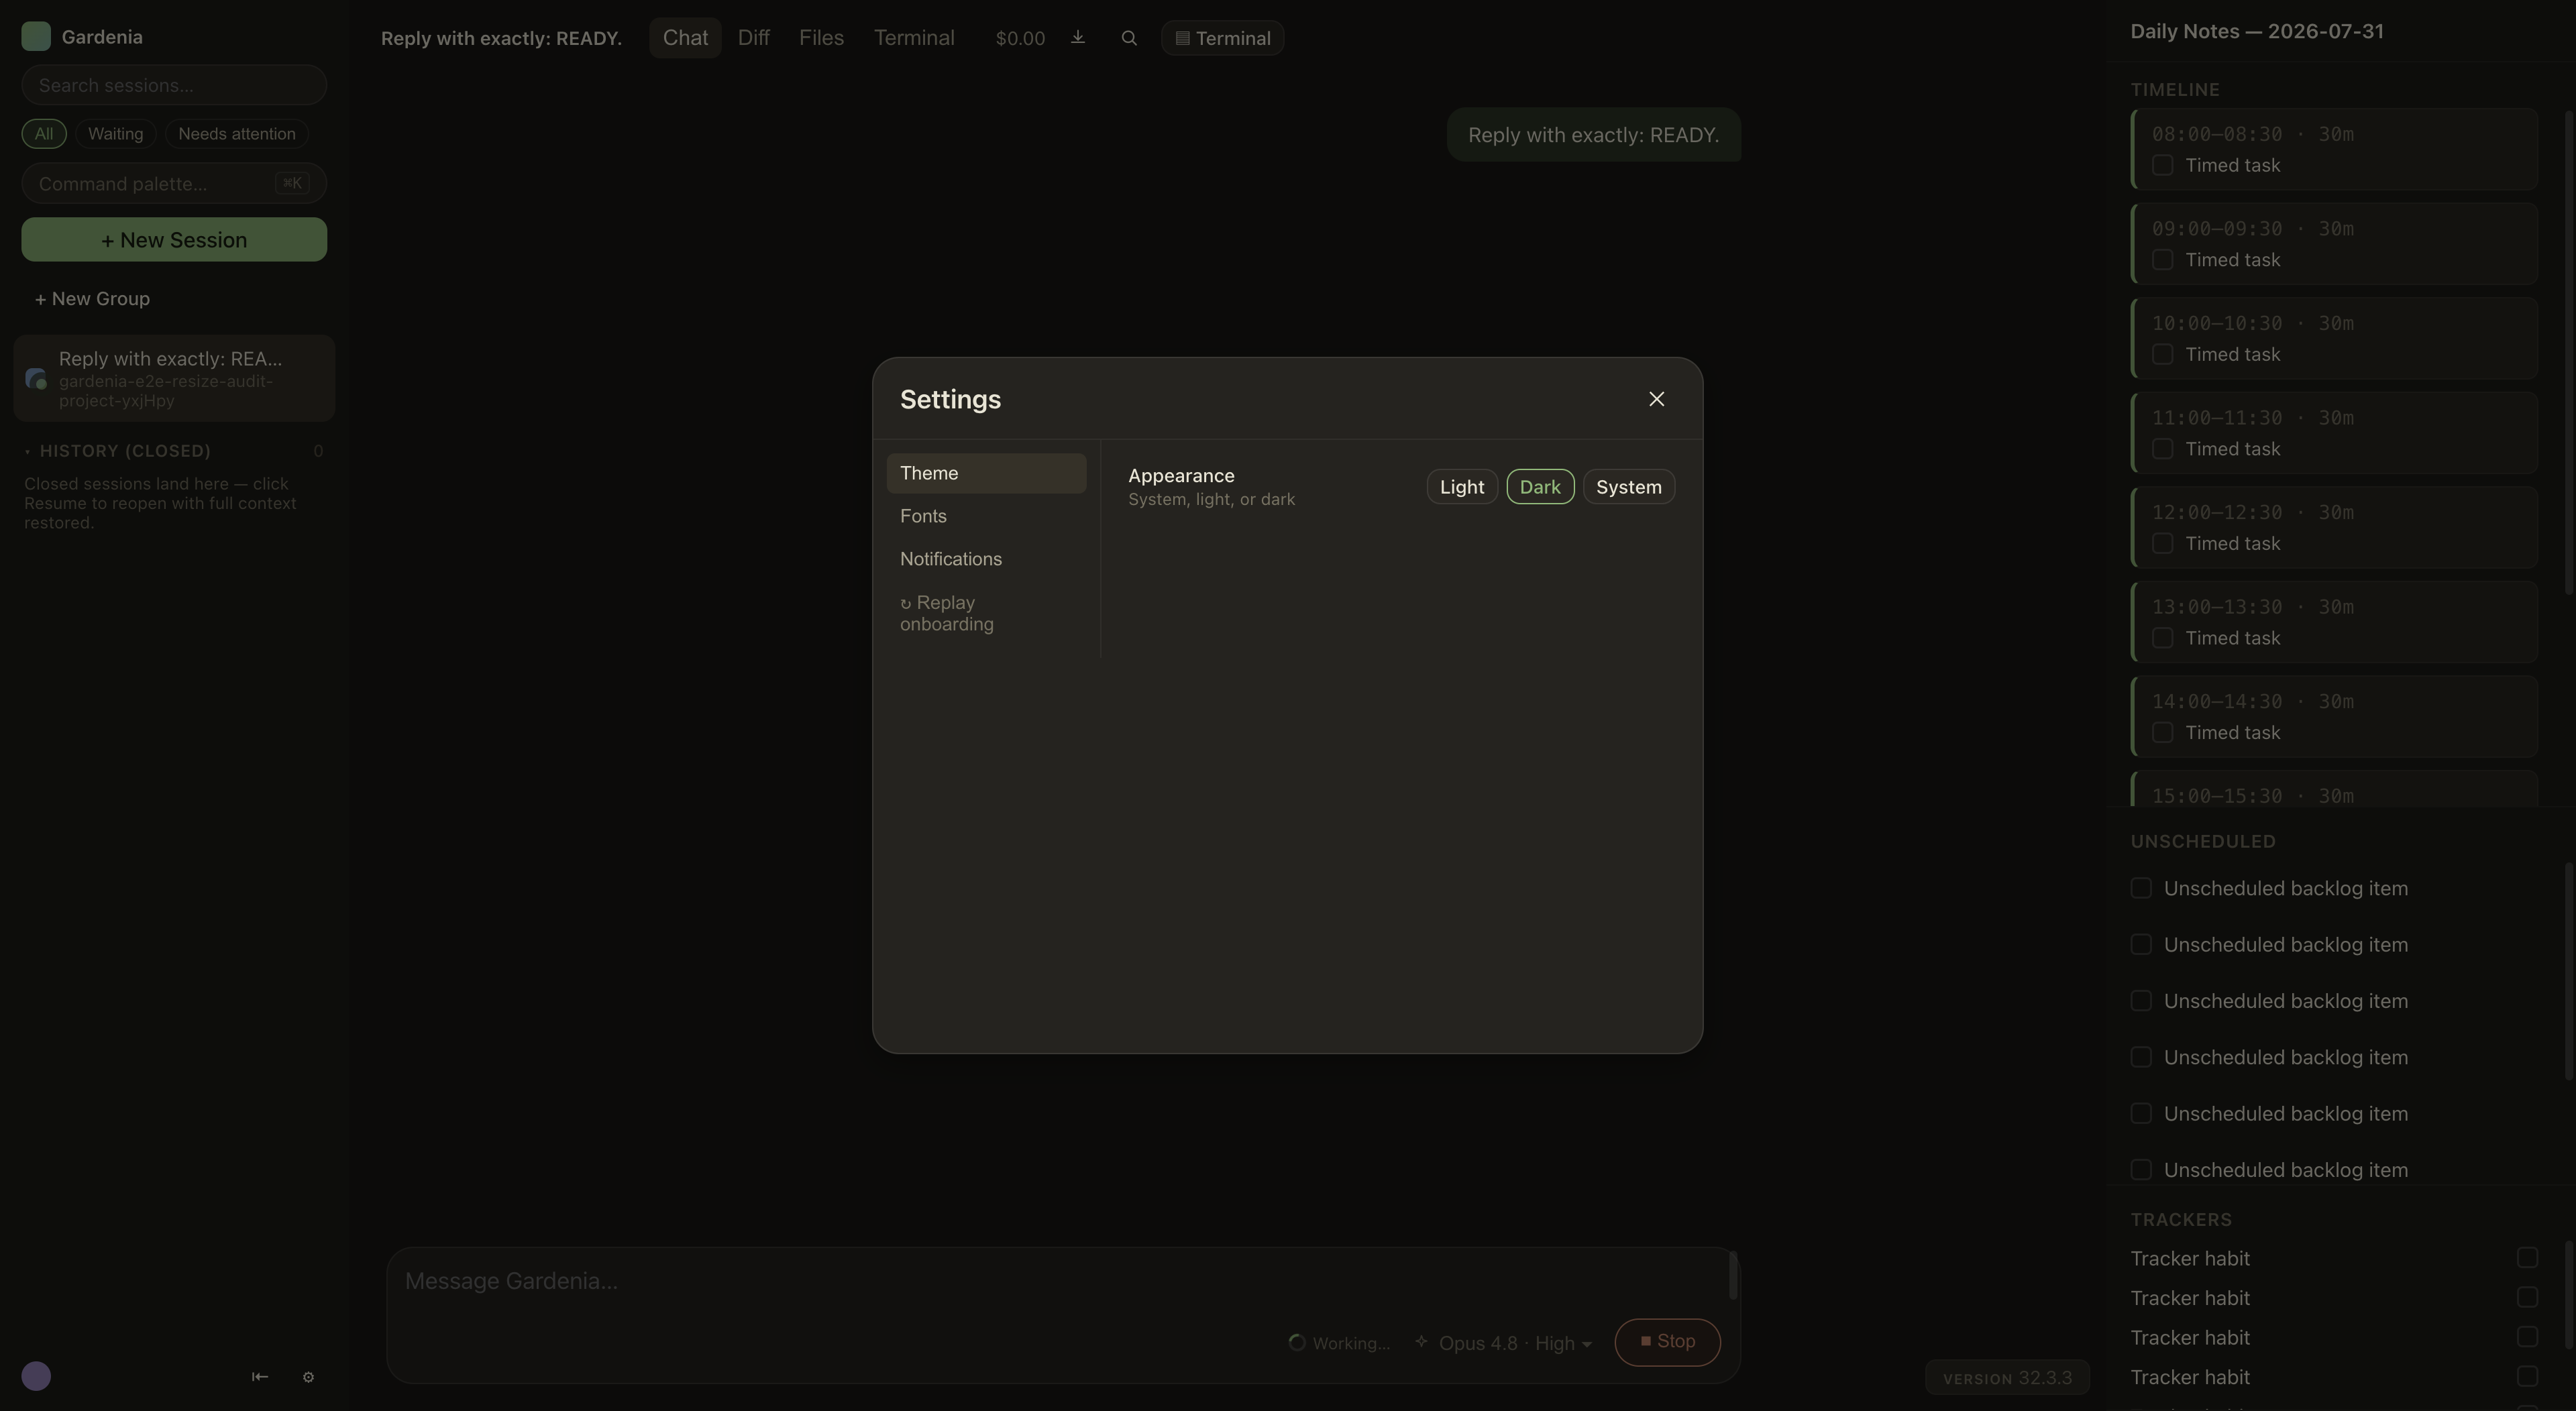 Gardenia
Search sessions...
All
Waiting
Needs attention
Command palette...
⌘K
+ New Session
+ New Group
Reply with exactly: REA...
gardenia-e2e-resize-audit-
project-yxjHpy
HISTORY (CLOSED)
0
Closed sessions land here — click
Resume to reopen with full context
restored.
Reply with exactly: READY.
Chat
Diff
Files
Terminal
$0.00
Terminal
Reply with exactly: READY.
Settings
Theme
Fonts
Notifications
↻ Replay
onboarding
Appearance
System, light, or dark
Light
Dark
System
Message Gardenia...
Working...
Opus 4.8 · High
Stop
VERSION 32.3.3
Daily Notes — 2026-07-31
TIMELINE
08:00–08:30 · 30m
Timed task
09:00–09:30 · 30m
Timed task
10:00–10:30 · 30m
Timed task
11:00–11:30 · 30m
Timed task
12:00–12:30 · 30m
Timed task
13:00–13:30 · 30m
Timed task
14:00–14:30 · 30m
Timed task
15:00–15:30 · 30m
UNSCHEDULED
Unscheduled backlog item
Unscheduled backlog item
Unscheduled backlog item
Unscheduled backlog item
Unscheduled backlog item
Unscheduled backlog item
TRACKERS
Tracker habit
Tracker habit
Tracker habit
Tracker habit